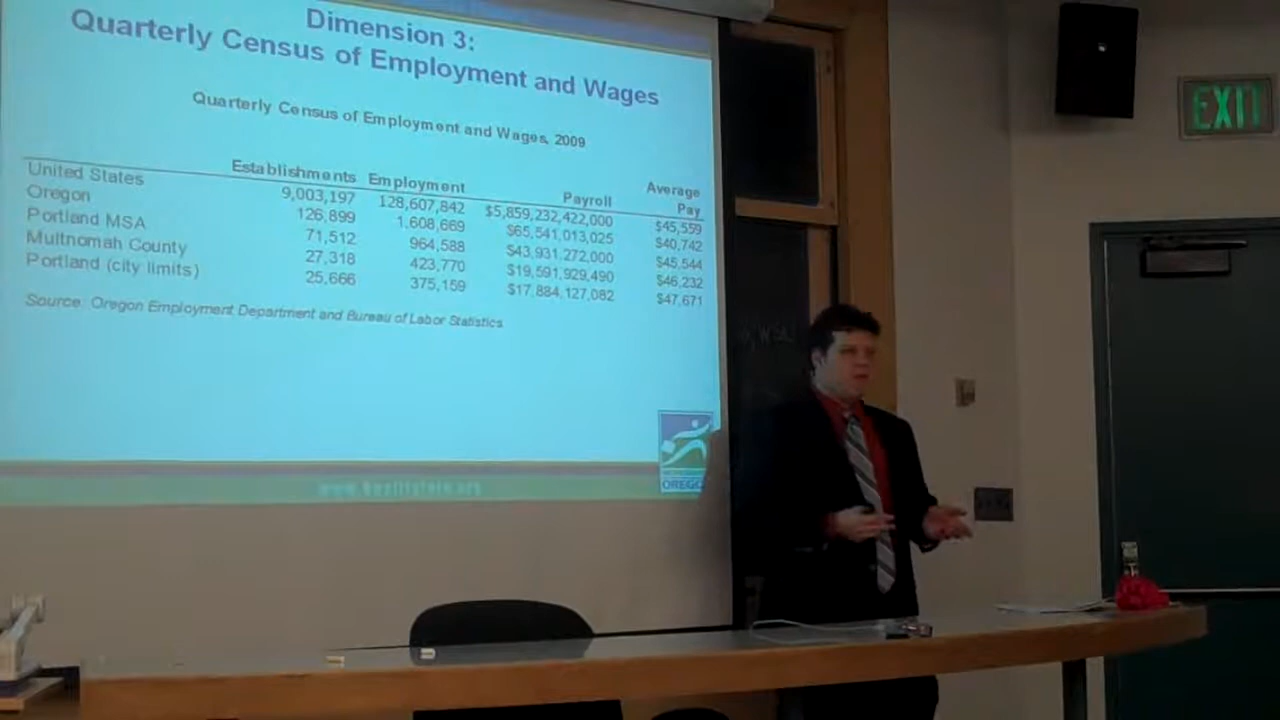 Dimension 3:
Quarterly Census of Employment and Wages
Quarterly Census of Employment and Wages, 2009
Establishments Employment Payroll Average Pay
United States 9,003,197 128,607,842 $5,859,232,422,000 $45,559
Oregon 126,899 1,608,669 $65,541,013,025 $40,742
Portland MSA 71,512 964,588 $43,931,272,000 $45,544
Multnomah County 27,318 423,770 $19,591,929,490 $46,232
Portland (city limits) 25,666 375,159 $17,884,127,082 $47,671
Source: Oregon Employment Department and Bureau of Labor Statistics
OREGON
EXIT